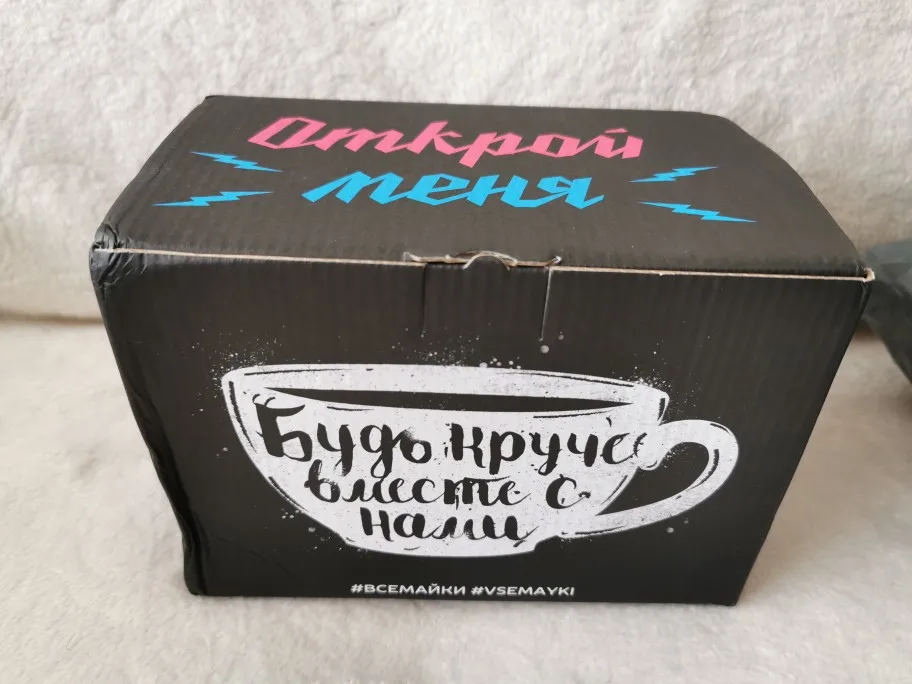 Открой
меня
Будь круче
вместе с
нами
#ВСЕМАЙКИ #VSEMAYKI